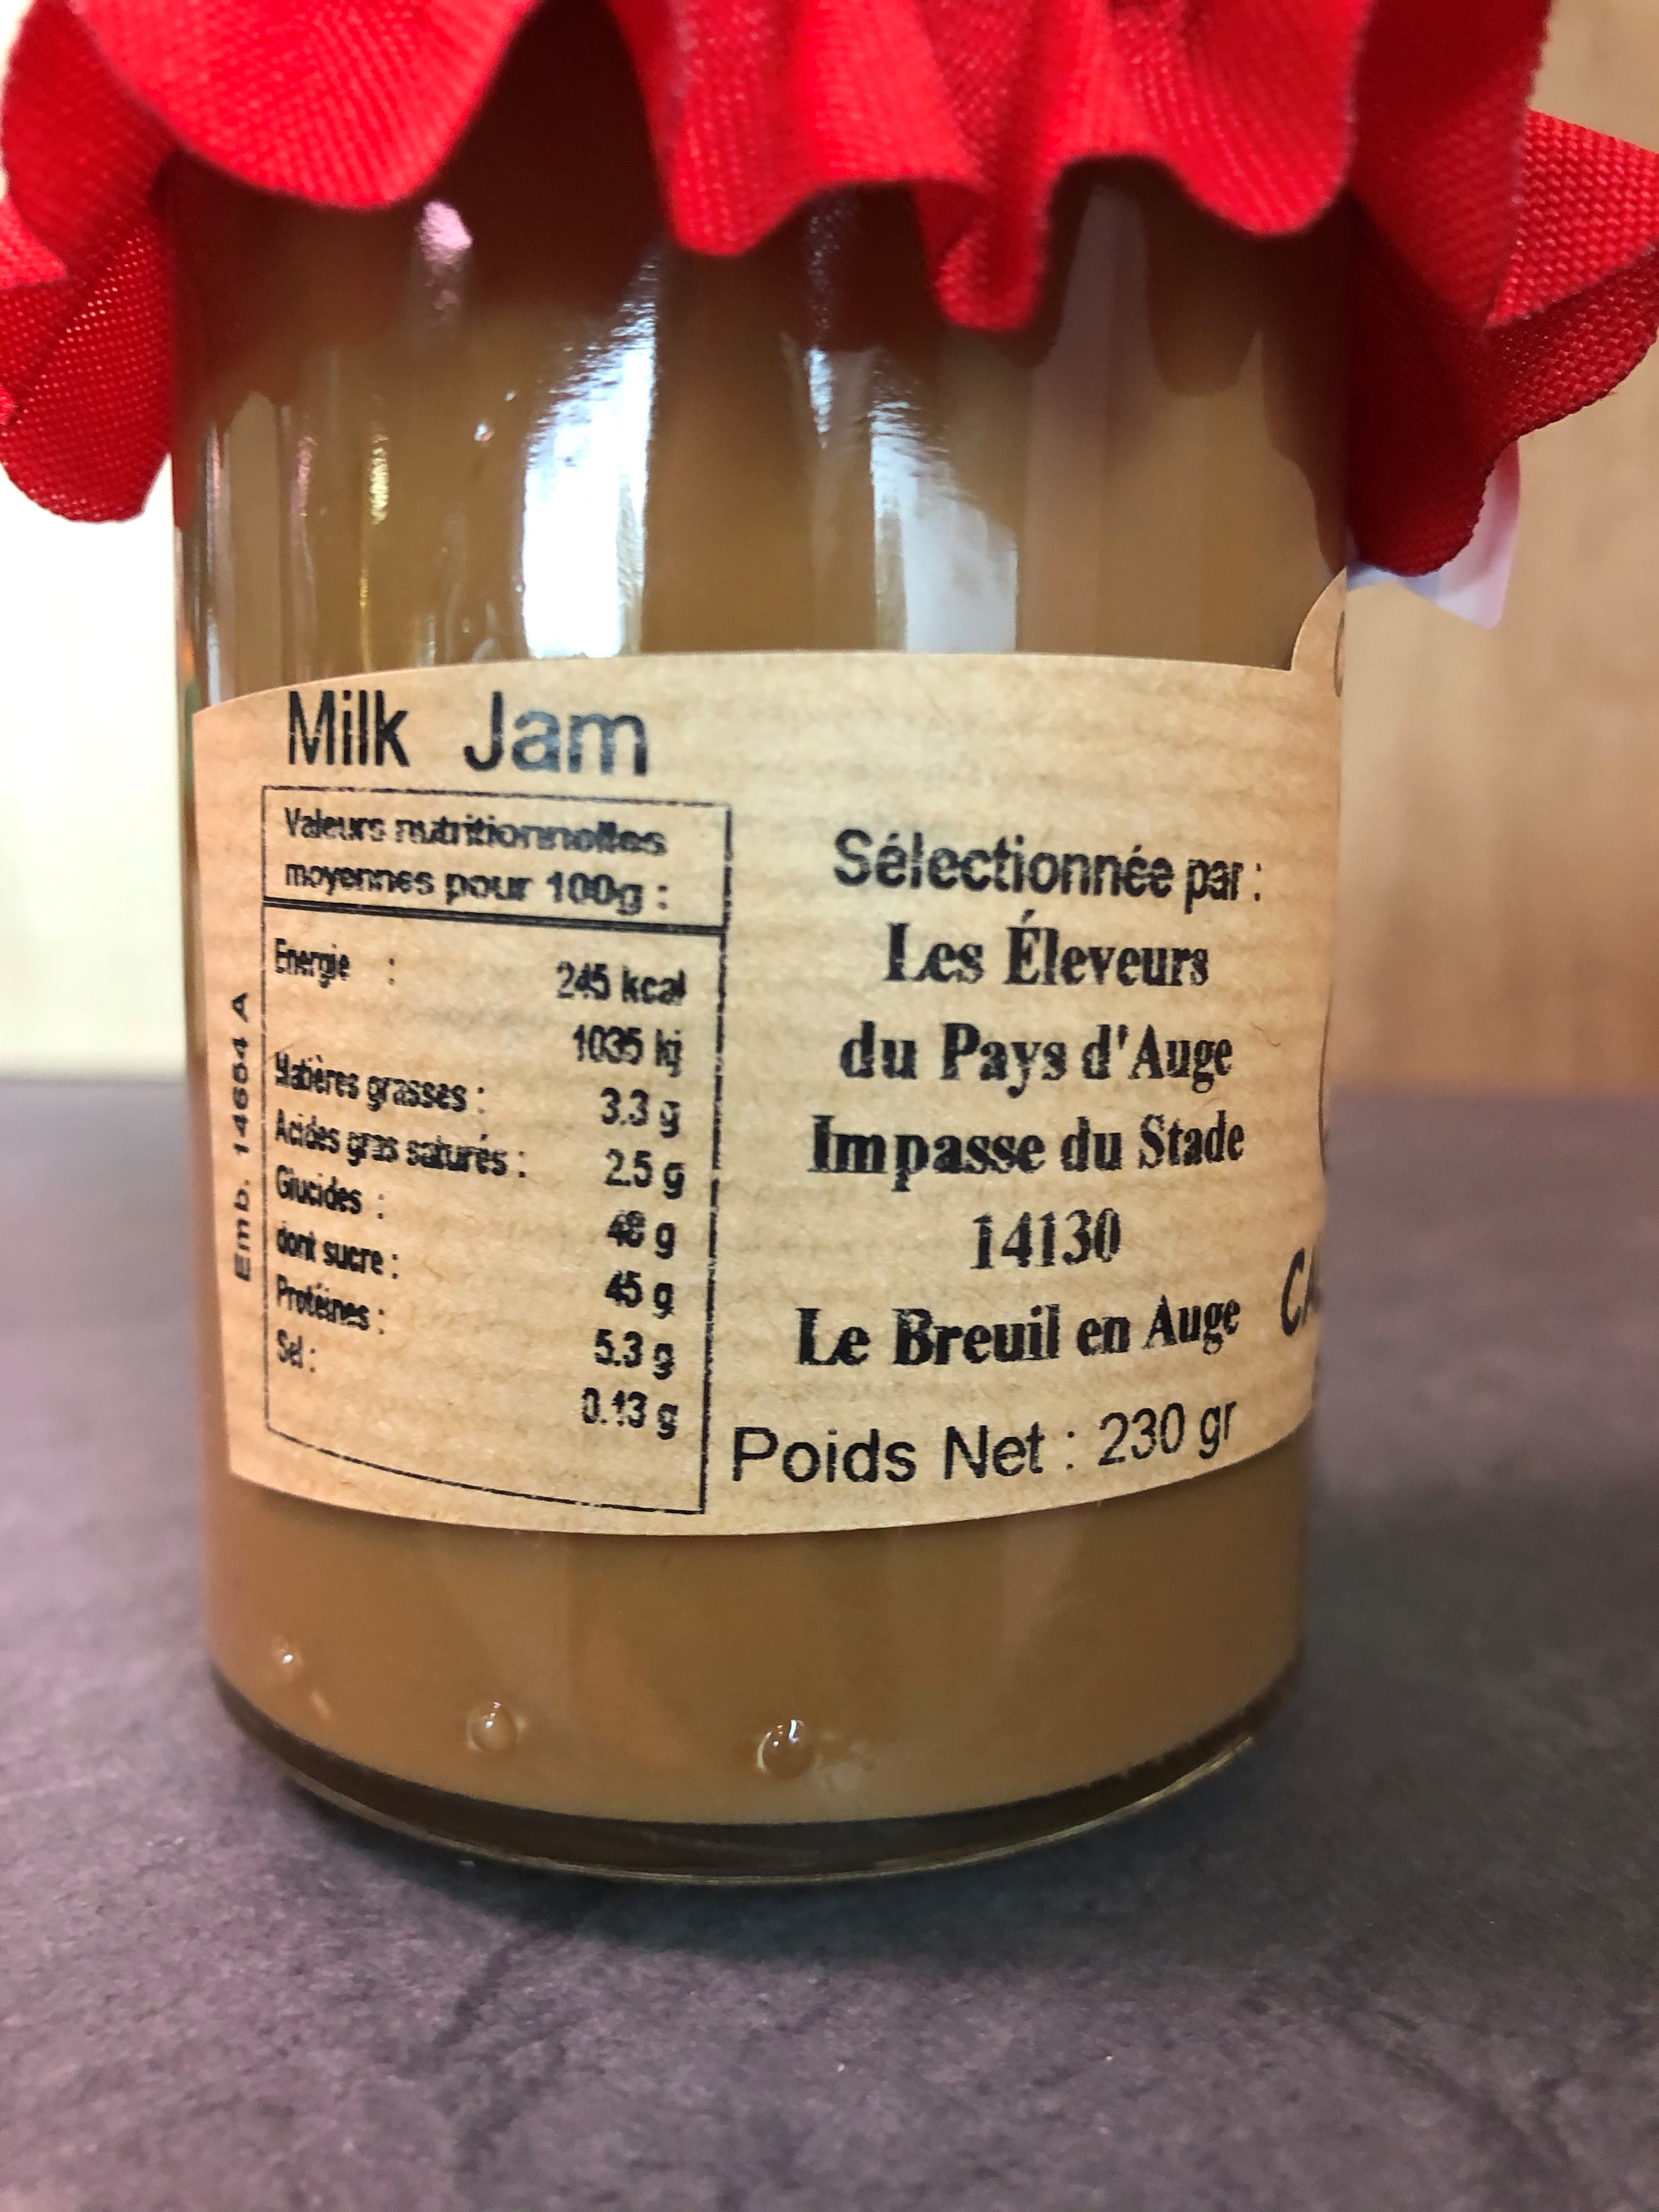 Milk Jam
Valeurs nutritionnelles
moyennes pour 100g :
Energie : 245 kcal
1035 kj
Matières grasses : 3.3 g
Acides gras saturés : 2.5 g
Glucides : 48 g
dont sucre : 45 g
Protéines : 5.3 g
Sel : 0.13 g
Emb. 14654 A
Sélectionnée par :
Les Éleveurs
du Pays d'Auge
Impasse du Stade
14130
Le Breuil en Auge
Poids Net : 230 gr